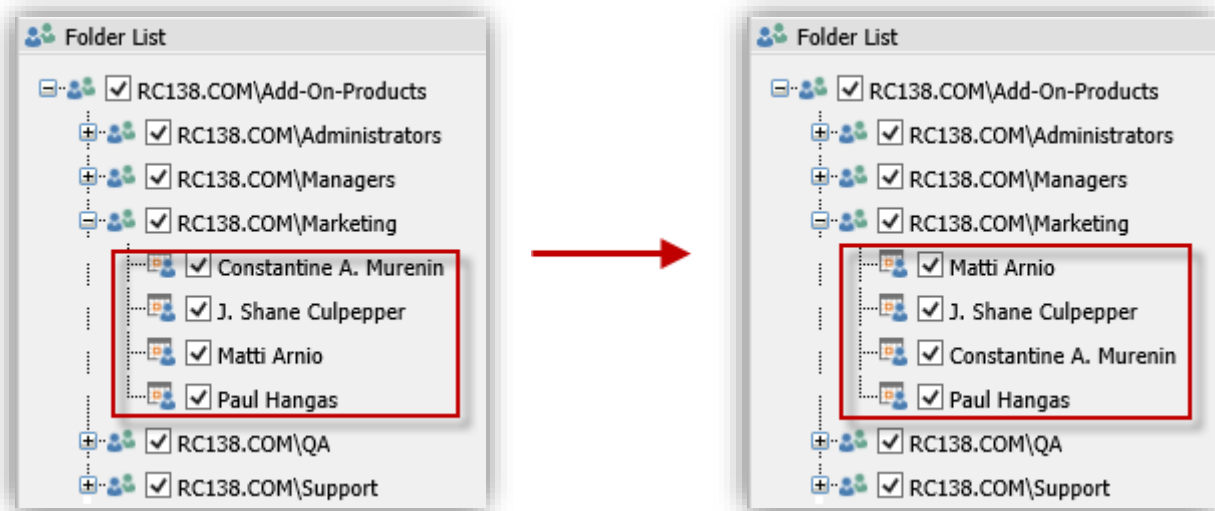 Folder List
RC138.COM\Add-On-Products
RC138.COM\Administrators
RC138.COM\Managers
RC138.COM\Marketing
Constantine A. Murenin
J. Shane Culpepper
Matti Arnio
Paul Hangas
RC138.COM\QA
RC138.COM\Support
Folder List
RC138.COM\Add-On-Products
RC138.COM\Administrators
RC138.COM\Managers
RC138.COM\Marketing
Matti Arnio
J. Shane Culpepper
Constantine A. Murenin
Paul Hangas
RC138.COM\QA
RC138.COM\Support